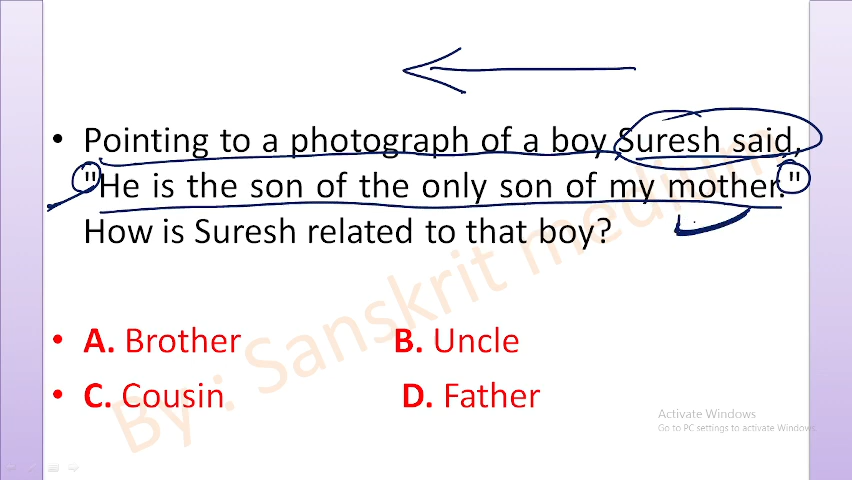 • Pointing to a photograph of a boy Suresh said,
"He is the son of the only son of my mother."
How is Suresh related to that boy?
• A. Brother B. Uncle
• C. Cousin D. Father
By : Sanskrit medium
Activate Windows
Go to PC settings to activate Windows.